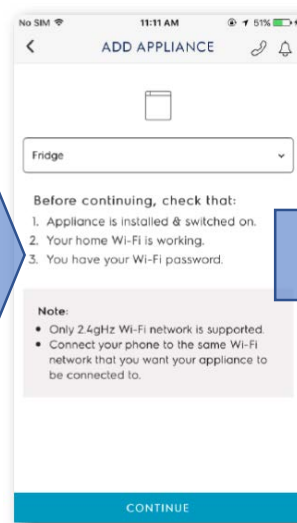 No SIM 11:11 AM 51%
ADD APPLIANCE
Fridge
Before continuing, check that:
1. Appliance is installed & switched on.
2. Your home Wi-Fi is working.
3. You have your Wi-Fi password.
Note:
• Only 2.4gHz Wi-Fi network is supported.
• Connect your phone to the same Wi-Fi
network that you want your appliance to
be connected to.
CONTINUE